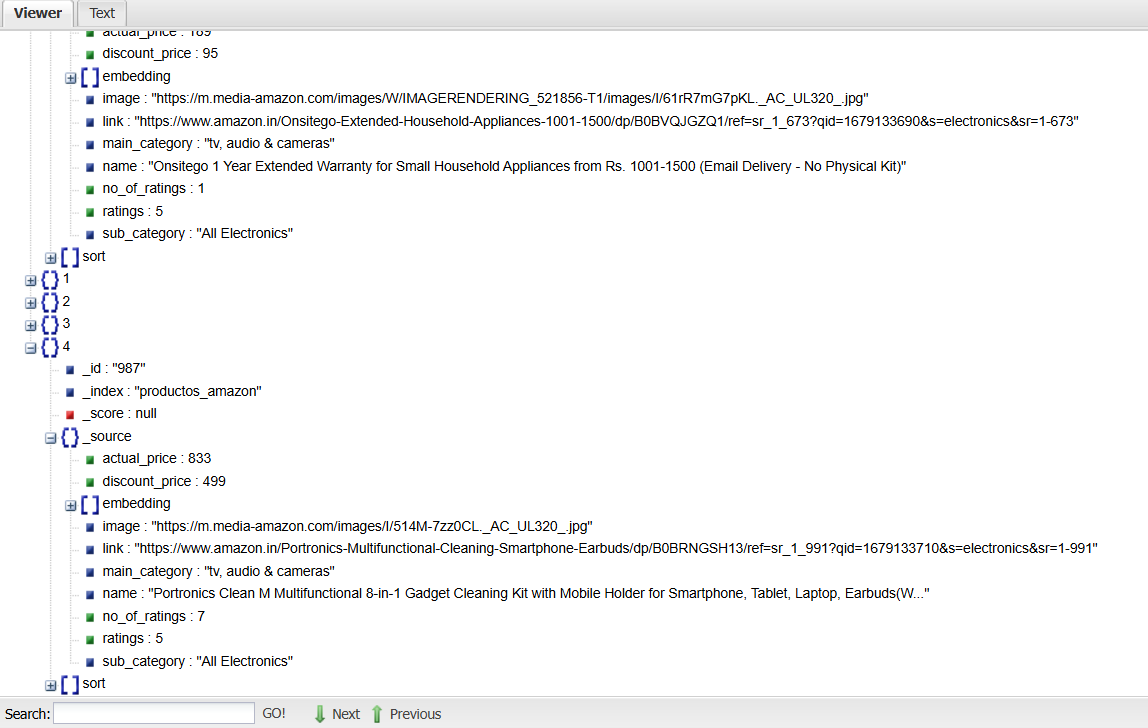 Viewer Text
actual_price : 189
discount_price : 95
embedding
image : "https://m.media-amazon.com/images/W/IMAGERENDERING_521856-T1/images/I/61rR7mG7pKL._AC_UL320_.jpg"
link : "https://www.amazon.in/Onsitego-Extended-Household-Appliances-1001-1500/dp/B0BVQJGZQ1/ref=sr_1_673?qid=1679133690&s=electronics&sr=1-673"
main_category : "tv, audio & cameras"
name : "Onsitego 1 Year Extended Warranty for Small Household Appliances from Rs. 1001-1500 (Email Delivery - No Physical Kit)"
no_of_ratings : 1
ratings : 5
sub_category : "All Electronics"
sort
1
2
3
4
_id : "987"
_index : "productos_amazon"
_score : null
_source
actual_price : 833
discount_price : 499
embedding
image : "https://m.media-amazon.com/images/I/514M-7zz0CL._AC_UL320_.jpg"
link : "https://www.amazon.in/Portronics-Multifunctional-Cleaning-Smartphone-Earbuds/dp/B0BRNGSH13/ref=sr_1_991?qid=1679133710&s=electronics&sr=1-991"
main_category : "tv, audio & cameras"
name : "Portronics Clean M Multifunctional 8-in-1 Gadget Cleaning Kit with Mobile Holder for Smartphone, Tablet, Laptop, Earbuds(W..."
no_of_ratings : 7
ratings : 5
sub_category : "All Electronics"
sort
Search: GO! Next Previous